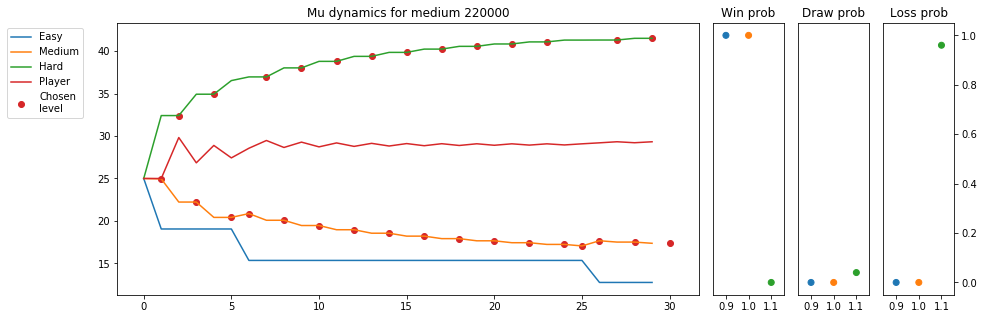 Mu dynamics for medium 220000
Win prob
Draw prob
Loss prob
Easy
Medium
Hard
Player
Chosen
level
40
35
30
25
20
15
0
5
10
15
20
25
30
0.9 1.0 1.1
0.9 1.0 1.1
0.9 1.0 1.1
1.0
0.8
0.6
0.4
0.2
0.0